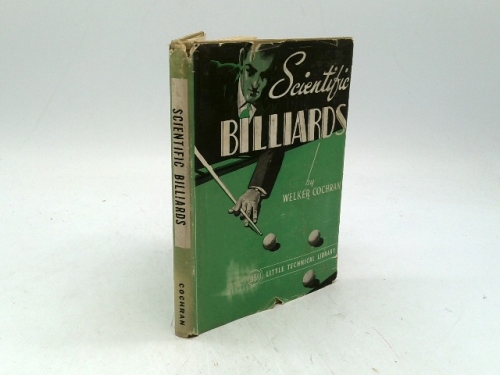 SCIENTIFIC BILLIARDS
COCHRAN
Scientific
BILLIARDS
by
WELKER COCHRAN
LITTLE TECHNICAL LIBRARY